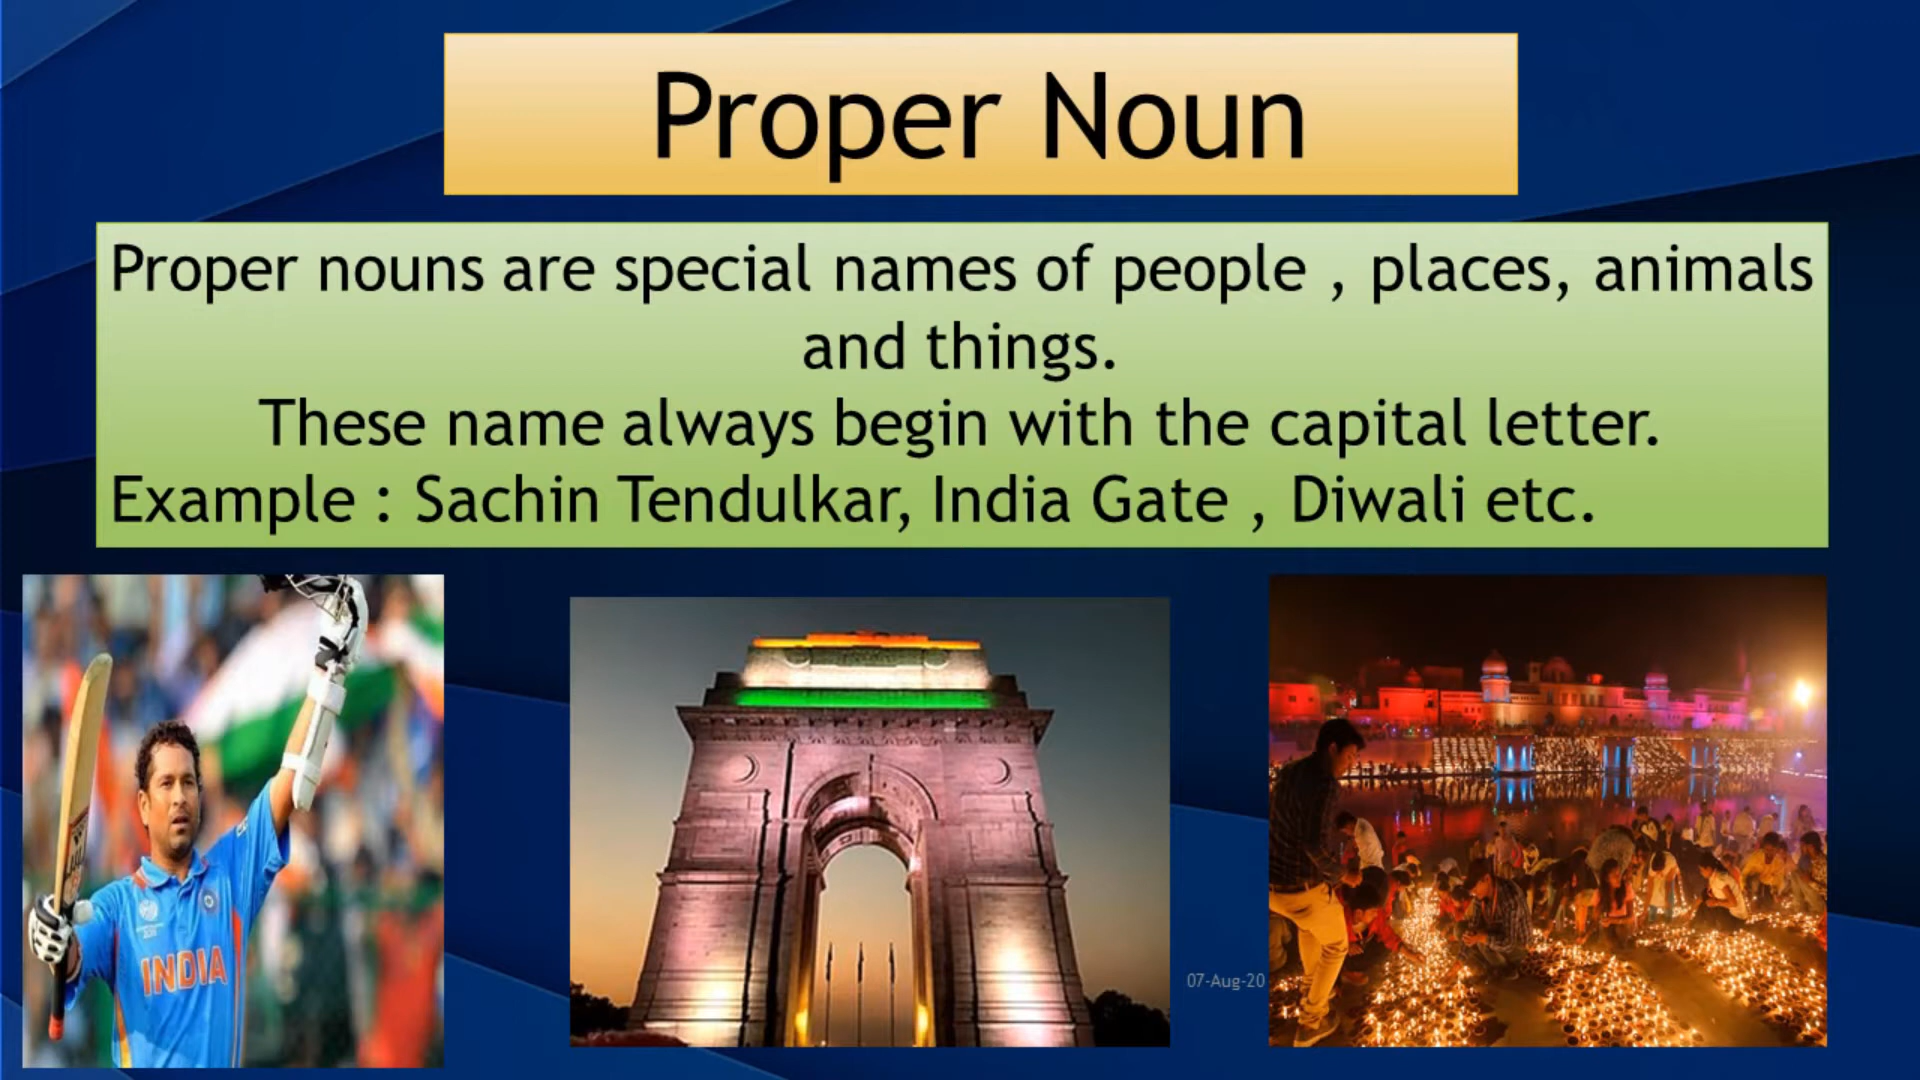 Proper Noun
Proper nouns are special names of people , places, animals
and things.
These name always begin with the capital letter.
Example : Sachin Tendulkar, India Gate , Diwali etc.
INDIA
07-Aug-20